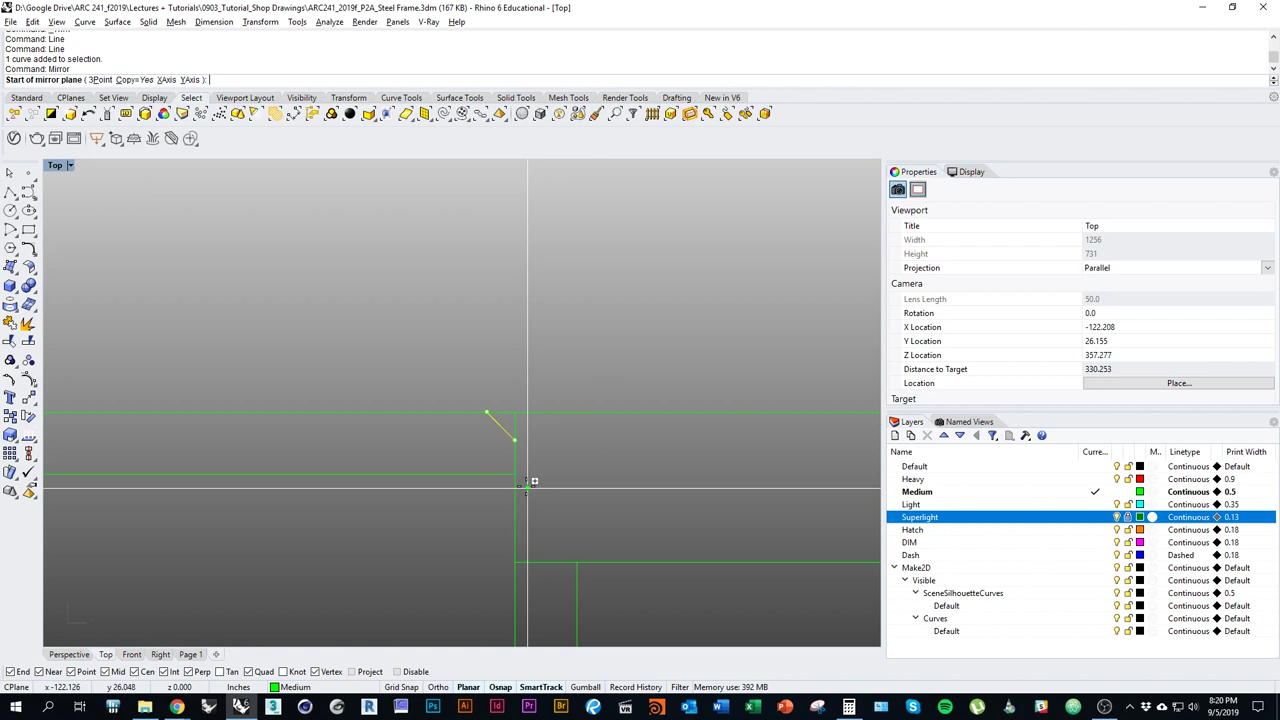 D:\Google Drive\ARC 241_f2019\Lectures + Tutorials\0903_Tutorial_Shop Drawings\ARC241_2019f_P2A_Steel Frame.3dm (167 KB) - Rhino 6 Educational - [Top]
File Edit View Curve Surface Solid Mesh Dimension Transform Tools Analyze Render Panels V-Ray Help
Command: Line
Command: Line
1 curve added to selection.
Command: Mirror
Start of mirror plane ( 3Point Copy=Yes XAxis YAxis ):
Standard CPlanes Set View Display Select Viewport Layout Visibility Transform Curve Tools Surface Tools Solid Tools Mesh Tools Render Tools Drafting New in V6
Top
Properties Display
Viewport
Title Top
Width 1256
Height 731
Projection Parallel
Camera
Lens Length 50.0
Rotation 0.0
X Location -122.208
Y Location 26.155
Z Location 357.277
Distance to Target 330.253
Location Place...
Target
Layers Named Views
Name Curre... M... Linetype Print Width
Default Continuous Default
Heavy Continuous 0.9
Medium Continuous 0.5
Light Continuous 0.35
Superlight Continuous 0.13
Hatch Continuous 0.18
DIM Continuous 0.18
Dash Dashed 0.18
Make2D Continuous Default
Visible Continuous Default
SceneSilhouetteCurves Continuous 0.5
Default Continuous Default
Curves Continuous Default
Default Continuous Default
Perspective Top Front Right Page 1
End Near Point Mid Cen Int Perp Tan Quad Knot Vertex Project Disable
CPlane x -122.126 y 26.048 z 0.000 Inches Medium Grid Snap Ortho Planar Osnap SmartTrack Gumball Record History Filter Memory use: 392 MB
8:20 PM
9/5/2019